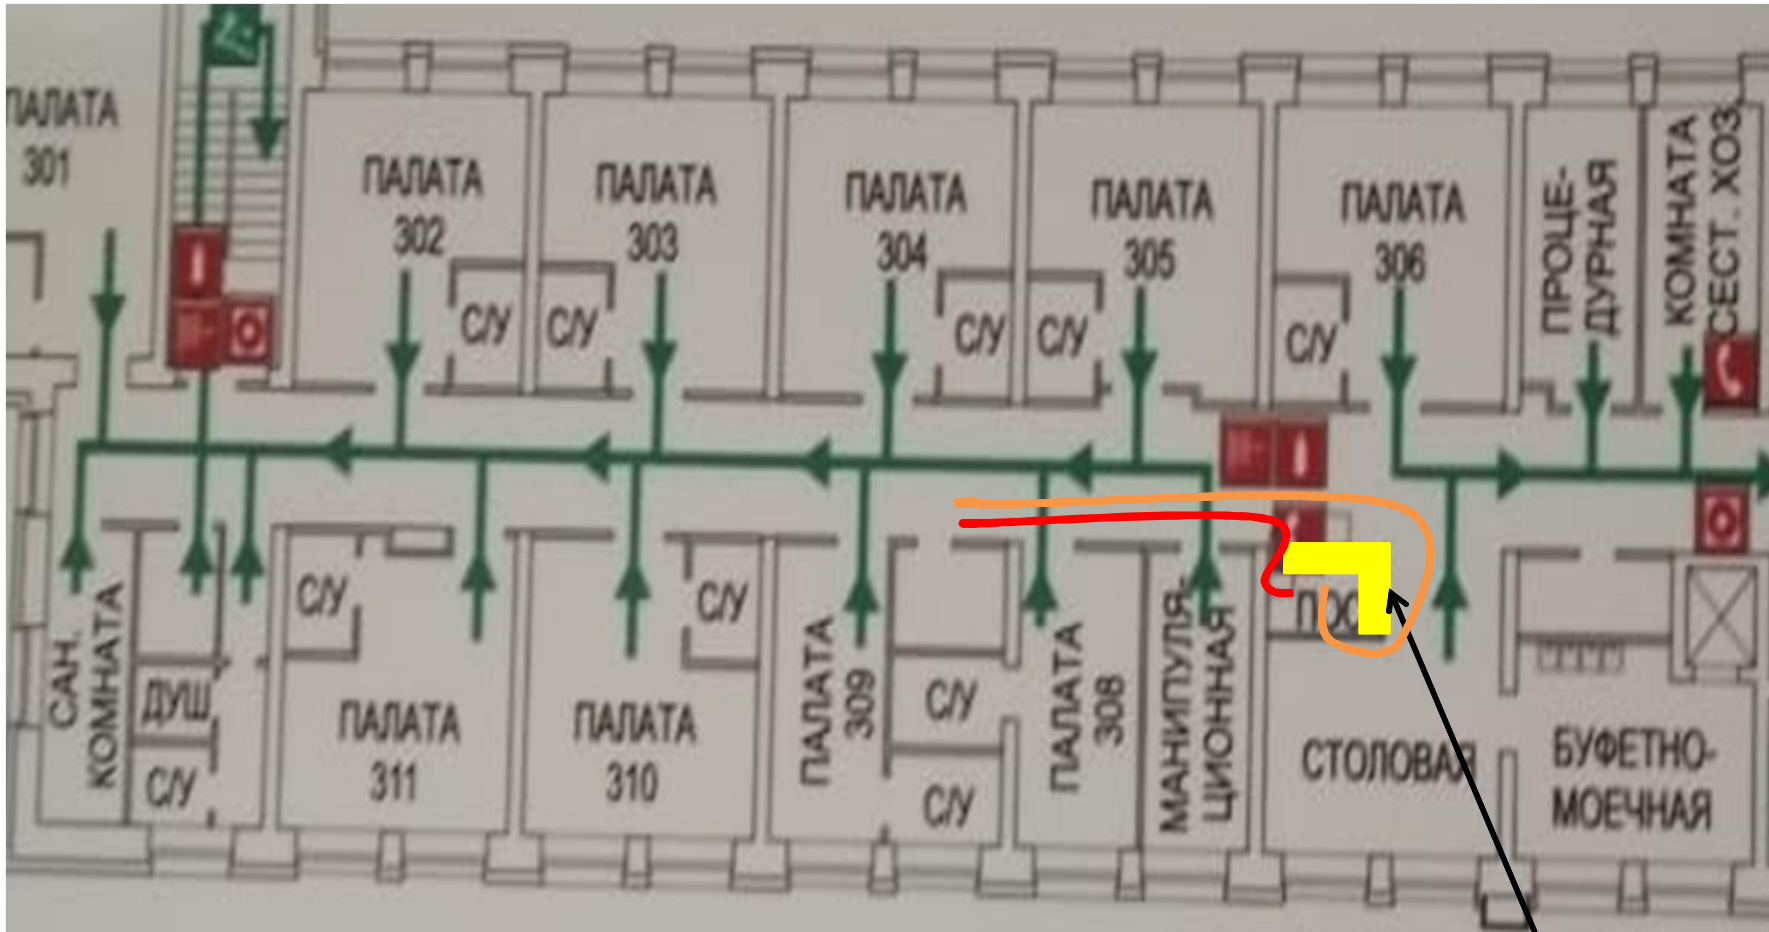 ПАЛАТА
301
ПАЛАТА
302
С/У
ПАЛАТА
303
С/У
ПАЛАТА
304
С/У
ПАЛАТА
305
С/У
ПАЛАТА
306
С/У
ПРОЦЕ-
ДУРНАЯ
КОМНАТА
СЕСТ. ХОЗ.
САН.
КОМНАТА
ДУШ
С/У
С/У
ПАЛАТА
311
С/У
ПАЛАТА
310
ПАЛАТА
309
С/У
С/У
ПАЛАТА
308
МАНИПУЛЯ-
ЦИОННАЯ
ПОС
СТОЛОВАЯ
БУФЕТНО-
МОЕЧНАЯ